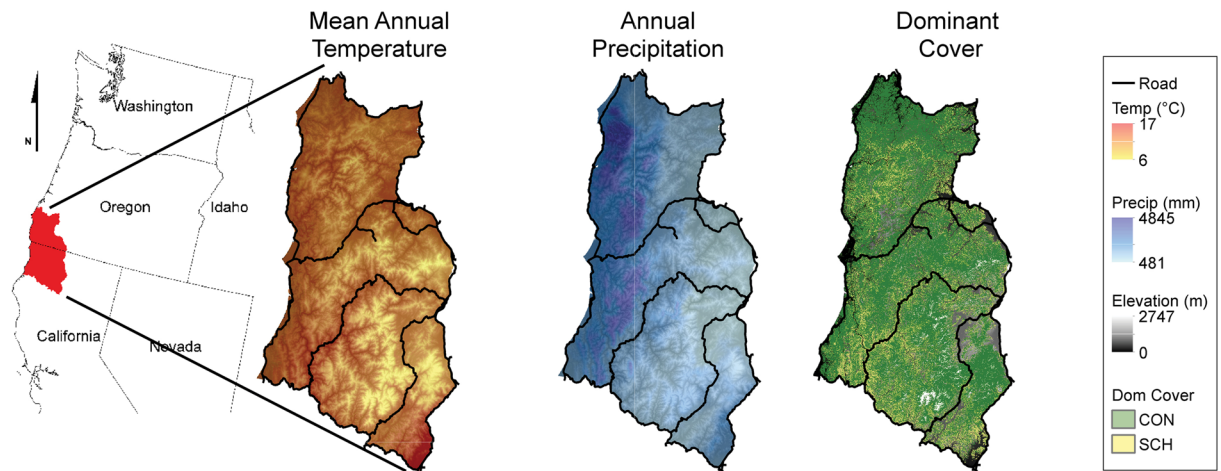 Mean Annual
Temperature
Annual
Precipitation
Dominant
Cover
N
Washington
Oregon
Idaho
California
Nevada
Road
Temp (°C)
17
6
Precip (mm)
4845
481
Elevation (m)
2747
0
Dom Cover
CON
SCH